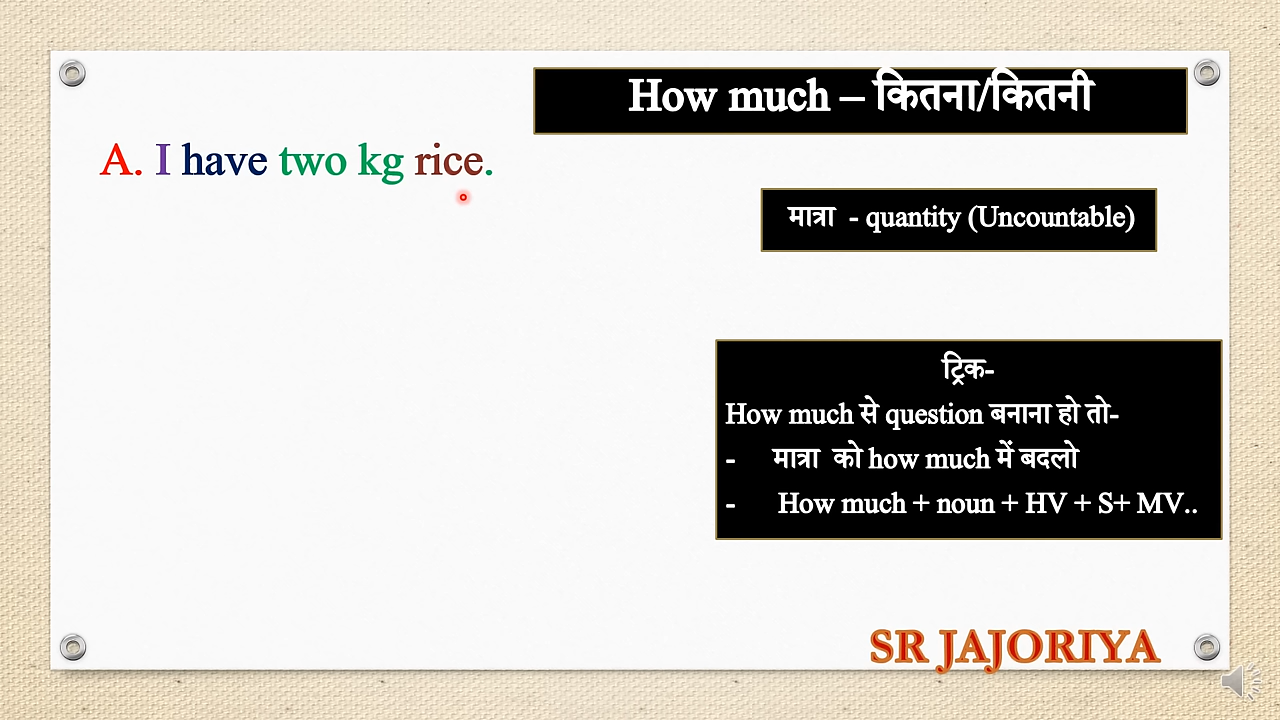 How much – कितना/कितनी
A. I have two kg rice.
मात्रा - quantity (Uncountable)
ट्रिक-
How much से question बनाना हो तो-
- मात्रा को how much में बदलो
- How much + noun + HV + S+ MV..
SR JAJORIYA